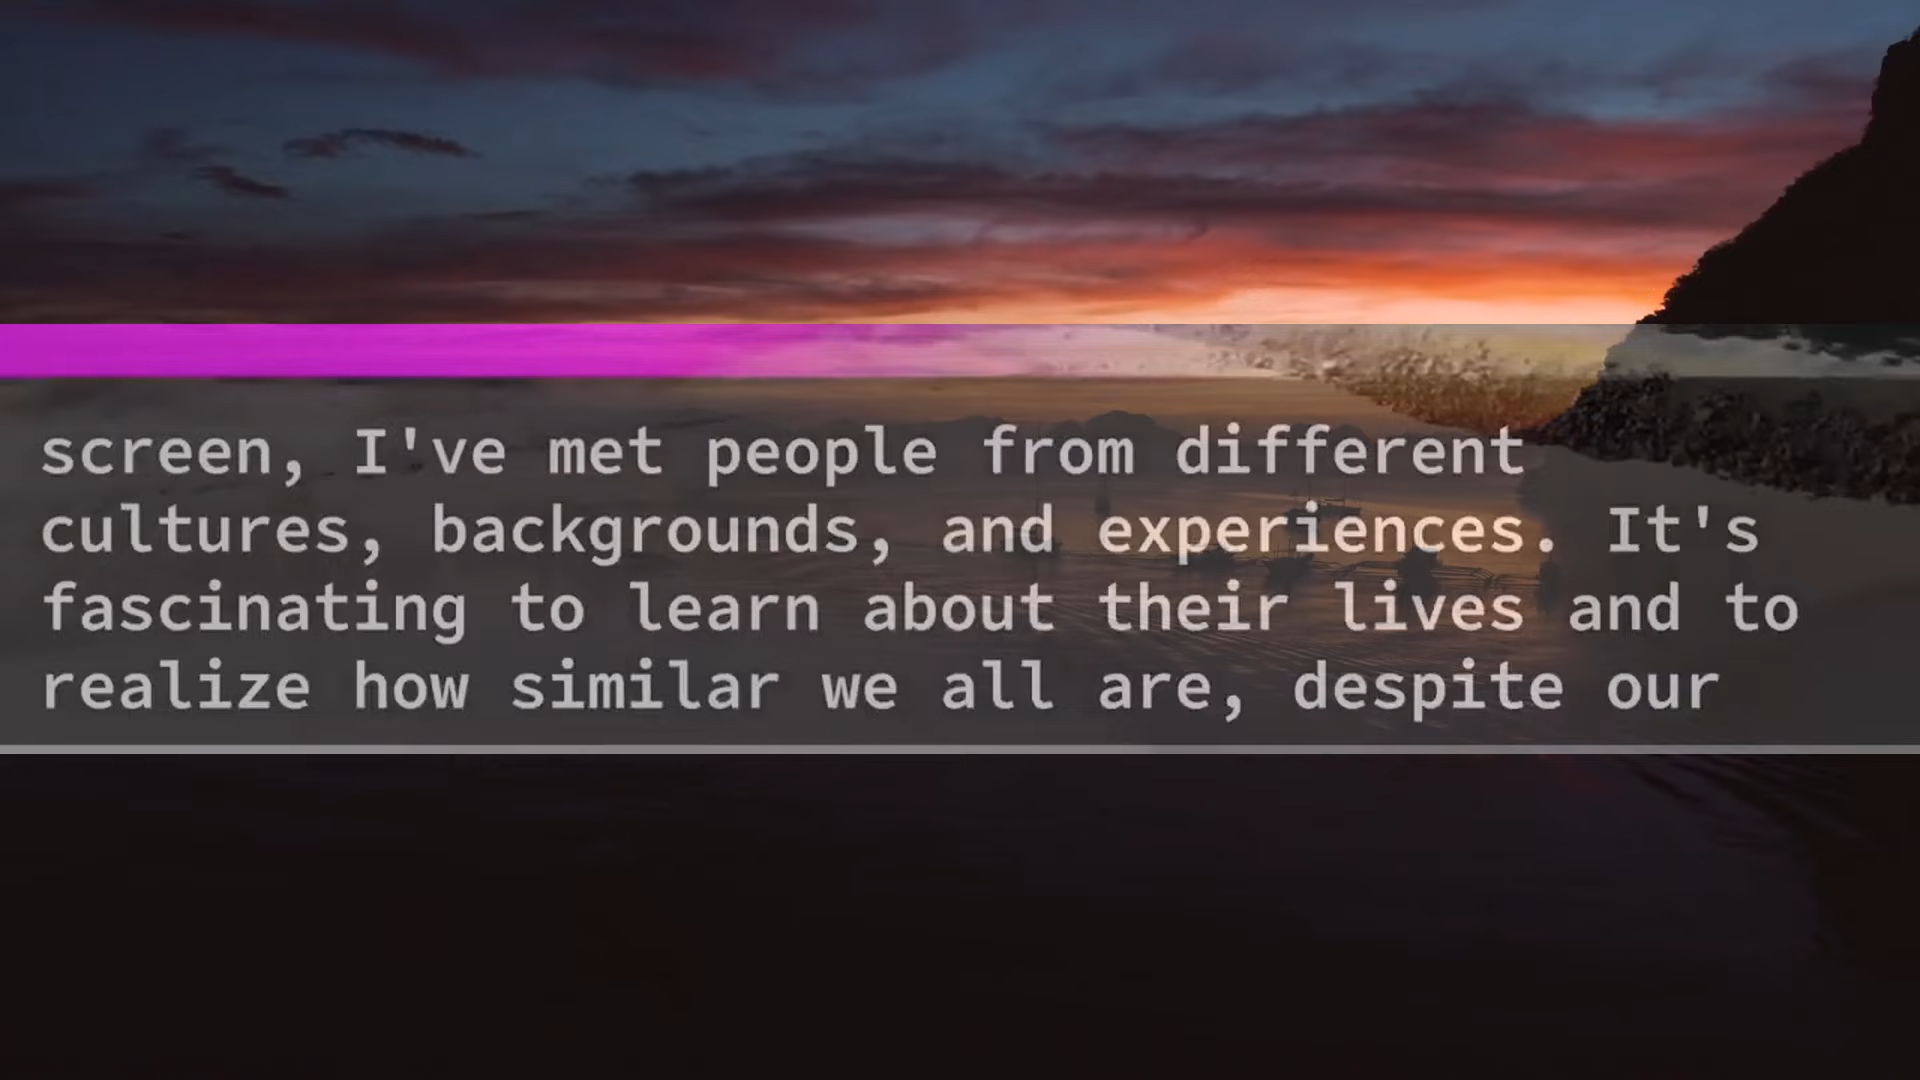 screen, I've met people from different
cultures, backgrounds, and experiences. It's
fascinating to learn about their lives and to
realize how similar we all are, despite our